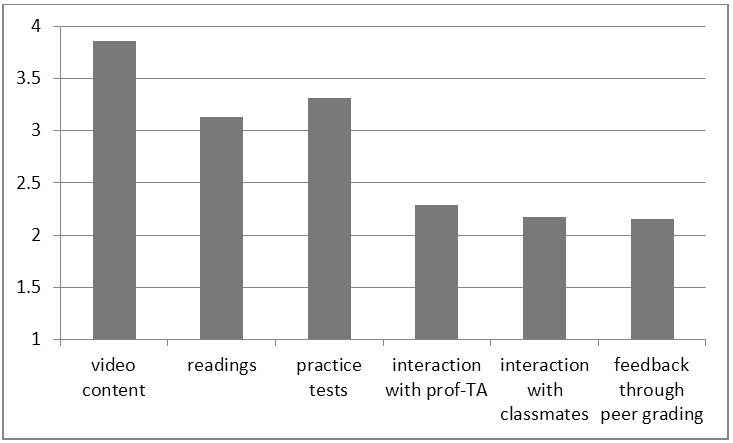 4
3.5
3
2.5
2
1.5
1
video
content
readings
practice
tests
interaction
with prof-TA
interaction
with
classmates
feedback
through
peer grading